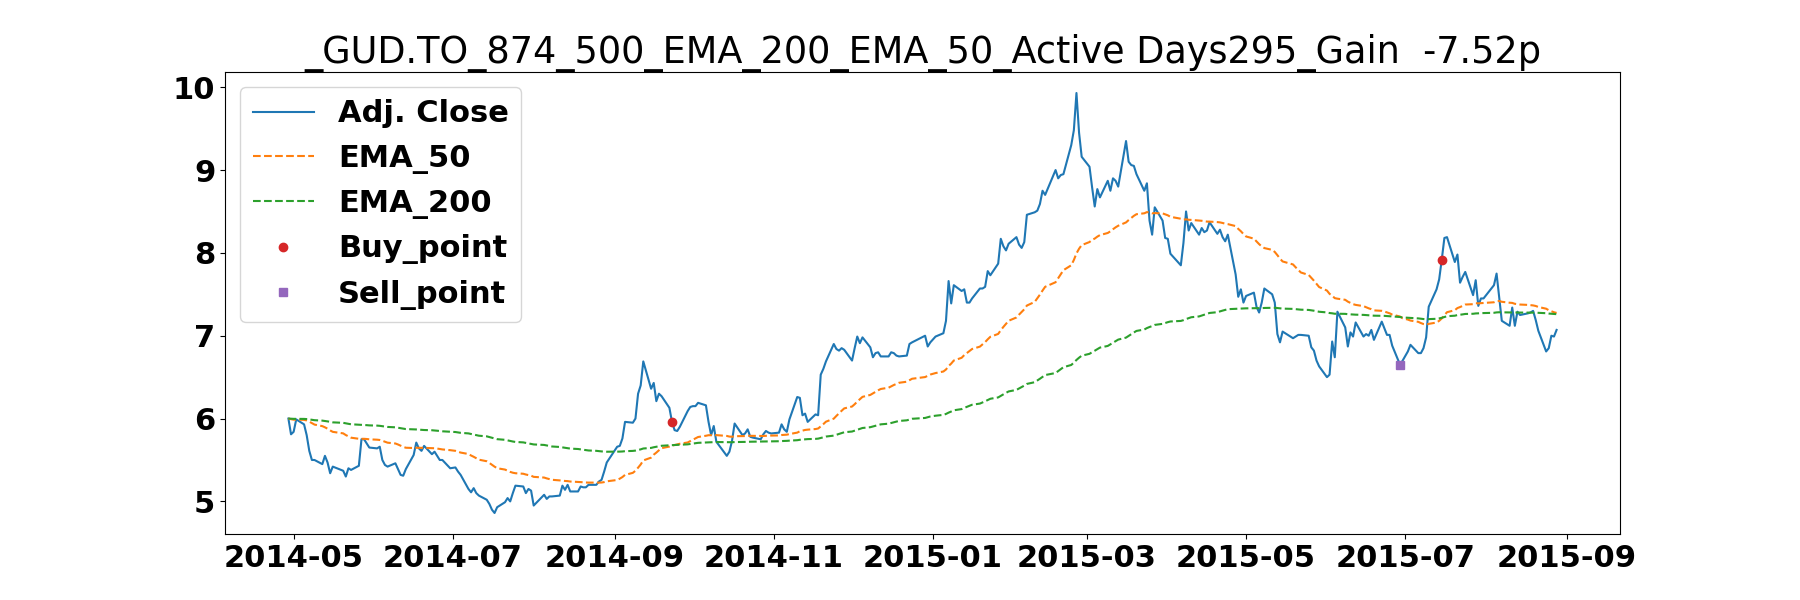 _GUD.TO_874_500_EMA_200_EMA_50_Active Days295_Gain  -7.52p
10
9
8
7
6
5
Adj. Close
EMA_50
EMA_200
Buy_point
Sell_point
2014-05 2014-07 2014-09 2014-11 2015-01 2015-03 2015-05 2015-07 2015-09